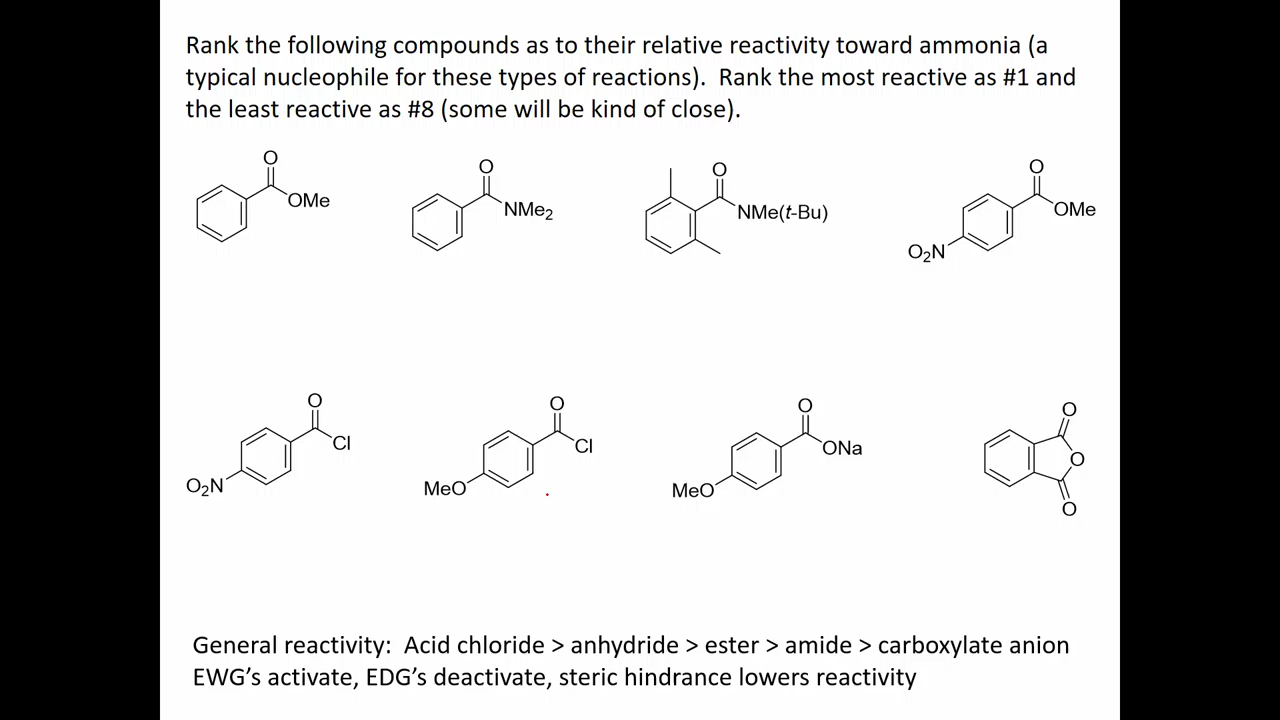 Rank the following compounds as to their relative reactivity toward ammonia (a
typical nucleophile for these types of reactions).  Rank the most reactive as #1 and
the least reactive as #8 (some will be kind of close).
O O O O
OMe NMe₂ NMe(t-Bu) OMe
O₂N
O O O O
Cl Cl ONa O
O₂N MeO MeO
O
General reactivity:  Acid chloride > anhydride > ester > amide > carboxylate anion
EWG’s activate, EDG’s deactivate, steric hindrance lowers reactivity